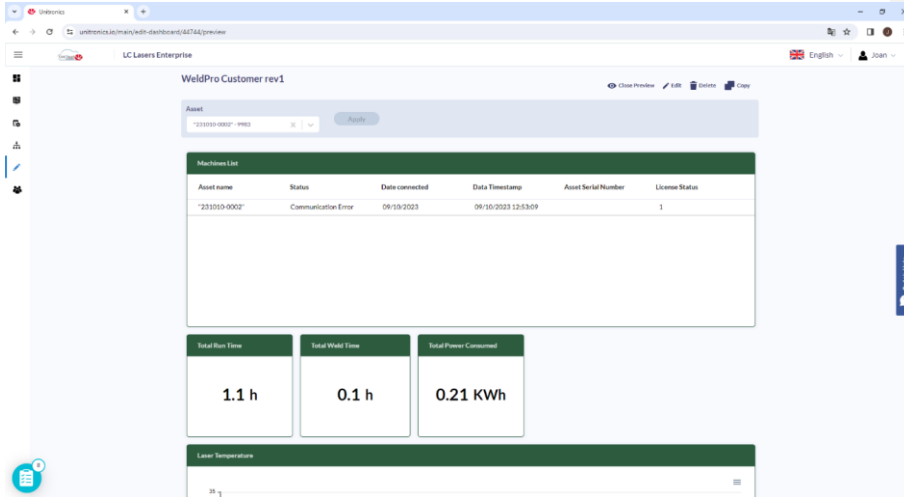 Unitronics
unitronics.io/main/edit-dashboard/44744/preview
LC Lasers Enterprise
English
Joan
WeldPro Customer rev1
Close Preview
Edit
Delete
Copy
Asset
"231010-0002" - 9983
Apply
Machines List
Asset name Status Date connected Data Timestamp Asset Serial Number License Status
"231010-0002" Communication Error 09/10/2023 09/10/2023 12:53:09 1
Total Run Time Total Weld Time Total Power Consumed
1.1 h 0.1 h 0.21 KWh
Laser Temperature
35